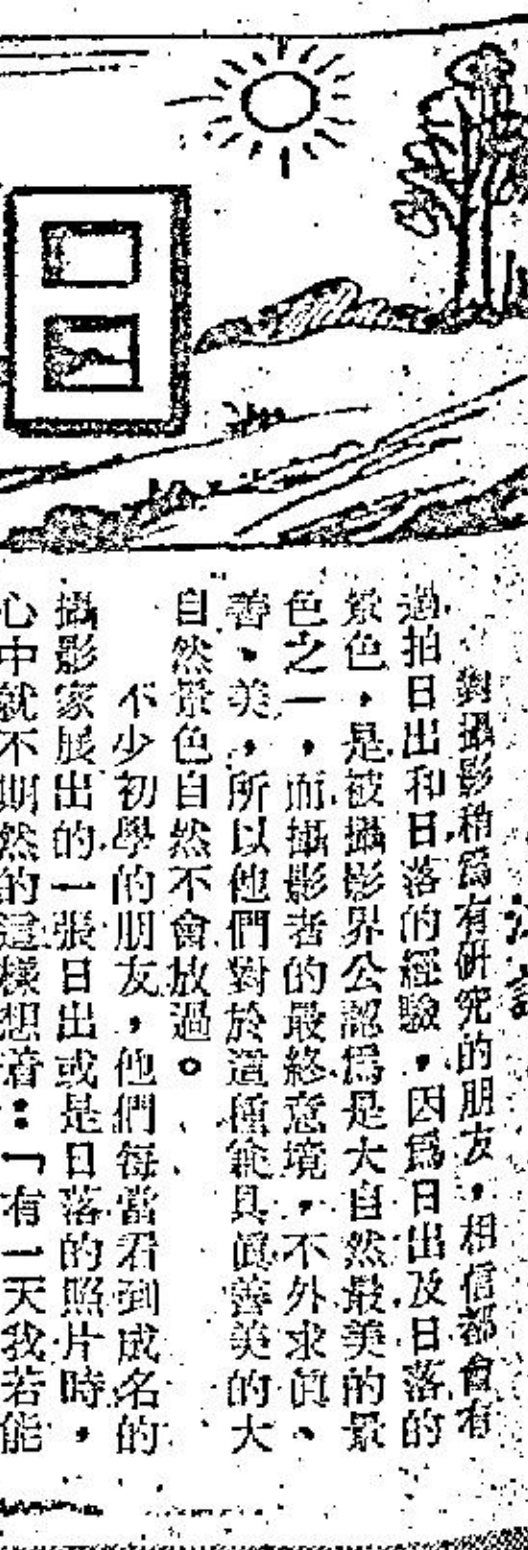 日
對攝影稍爲有研究的朋友，相信都會有
過拍日出和日落的經驗，因爲日出及日落的
景色，是被攝影界公認爲是大自然最美的景
色之一，而攝影者的最終意境，不外求眞、
善、美，所以他們對於這種兼具眞善美的大
自然景色自然不會放過。
不少初學的朋友，他們每當看到成名的
攝影家展出的一張日出或是日落的照片時，
心中就不期然的這樣想着：「有一天我若能